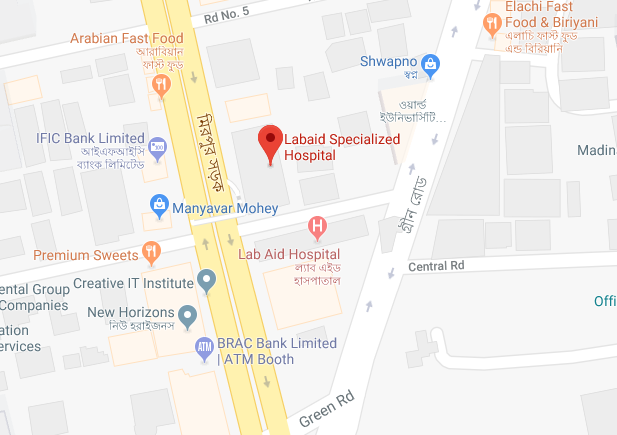 Rd No. 5
Elachi Fast
Food & Biriyani
এলাচি ফাস্ট ফুড
এন্ড বিরিয়ানি
Arabian Fast Food
আরাবিয়ান
ফাস্ট ফুড
Shwapno
স্বপ্ন
ওয়ার্ল্ড
ইউনিভার্সিটি...
মিরপুর সড়ক
IFIC Bank Limited
আইএফআইসি
ব্যাংক লিমিটেড
Labaid Specialized
Hospital
Madina
Manyavar Mohey
গ্রীন রোড
Premium Sweets
H
Lab Aid Hospital
ল্যাব এইড
হাসপাতাল
Central Rd
Creative IT Institute
ental Group
Companies
New Horizons
নিউ হরাইজনস
ation
ervices
Offi
ATM
BRAC Bank Limited
| ATM Booth
Green Rd